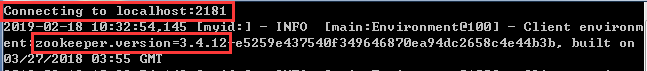 Connecting to localhost:2181
2019-02-18 10:32:54,145 [myid:] - INFO  [main:Environment@100] - Client environm
ent:zookeeper.version=3.4.12-e5259e437540f349646870ea94dc2658c4e44b3b, built on
03/27/2018 03:55 GMT